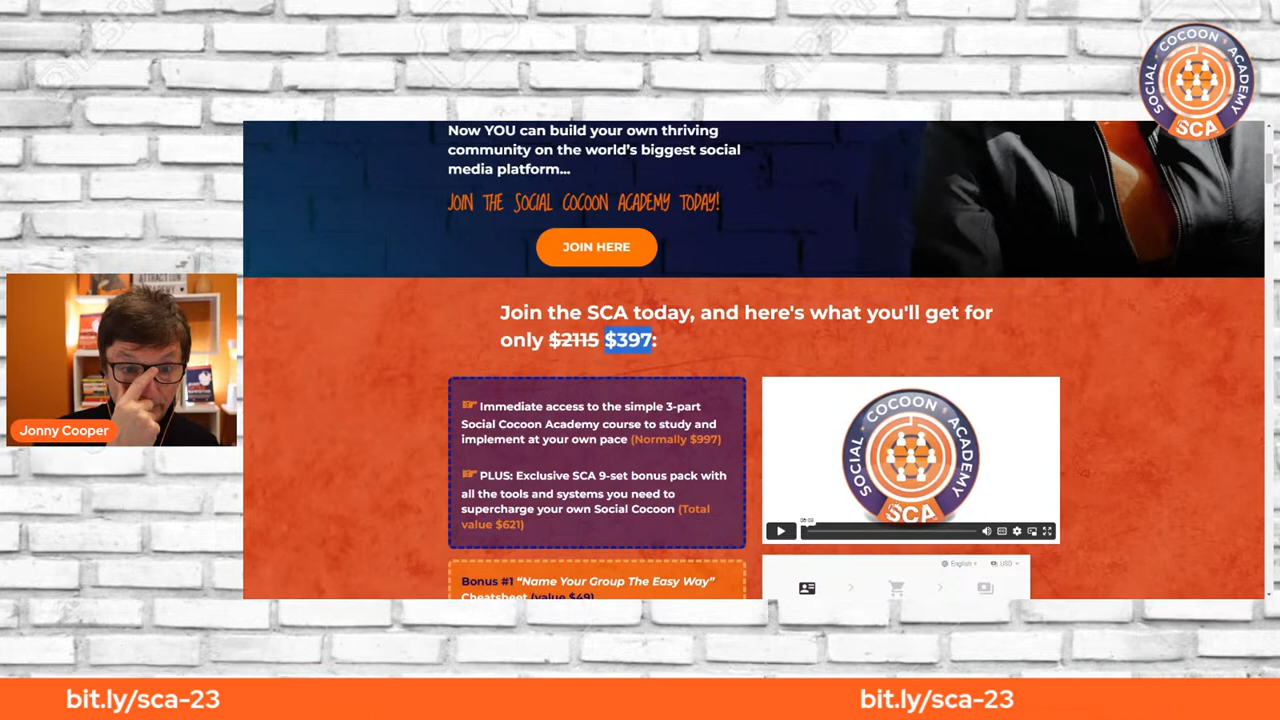 SOCIAL COCOON ACADEMY
SCA
Now YOU can build your own thriving
community on the world's biggest social
media platform...
JOIN THE SOCIAL COCOON ACADEMY TODAY!
JOIN HERE
Join the SCA today, and here's what you'll get for
only $2115 $397:
☞ Immediate access to the simple 3-part
Social Cocoon Academy course to study and
implement at your own pace (Normally $997)
☞ PLUS: Exclusive SCA 9-set bonus pack with
all the tools and systems you need to
supercharge your own Social Cocoon (Total
value $621)
Bonus #1 "Name Your Group The Easy Way"
Cheatsheet (value $49)
SOCIAL COCOON ACADEMY
SCA
English
USD
Jonny Cooper
bit.ly/sca-23
bit.ly/sca-23